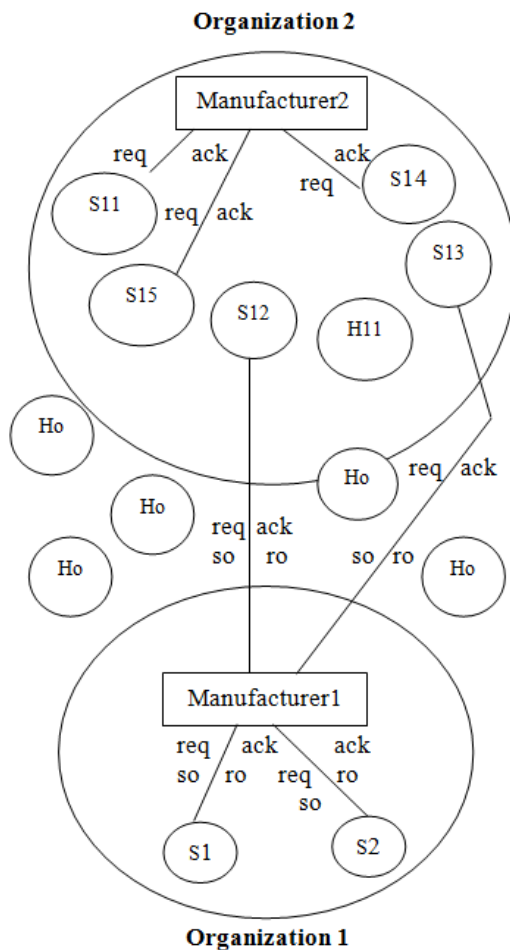 Organization 2
Manufacturer2
req ack
ack
req
S11
req ack
S14
S13
S15
S12
H11
Ho
Ho
req ack
Ho
req ack
so ro
so ro
Ho
Ho
Manufacturer1
req ack
so ro
ack
req ro
so
S1
S2
Organization 1